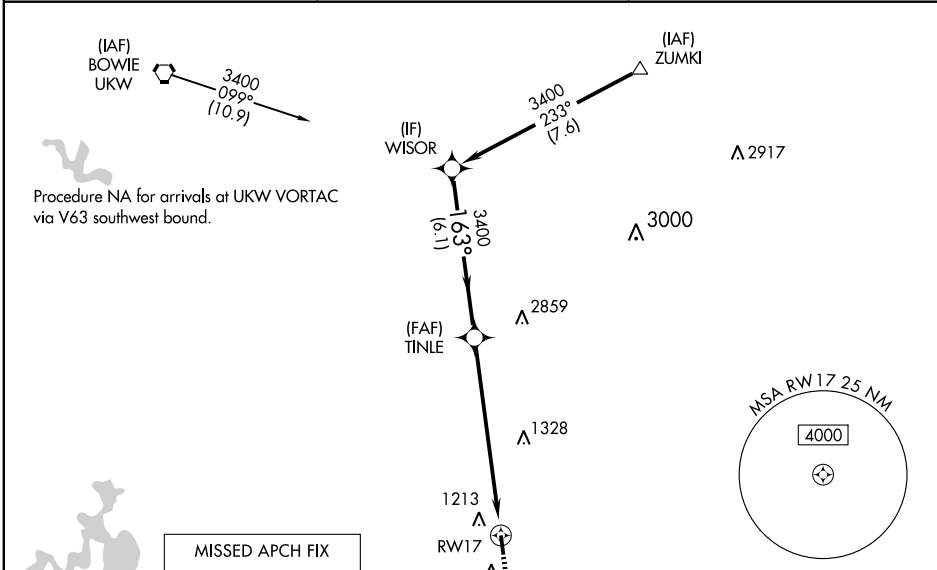 (IAF)
BOWIE
UKW
3400
099°
(10.9)
(IAF)
ZUMKI
3400
233°
(7.6)
(IF)
WISOR
2917
Procedure NA for arrivals at UKW VORTAC
via V63 southwest bound.
3000
3400
163°
(6.1)
2859
(FAF)
TINLE
MSA RW17 25 NM
4000
1328
1213
RW17
MISSED APCH FIX